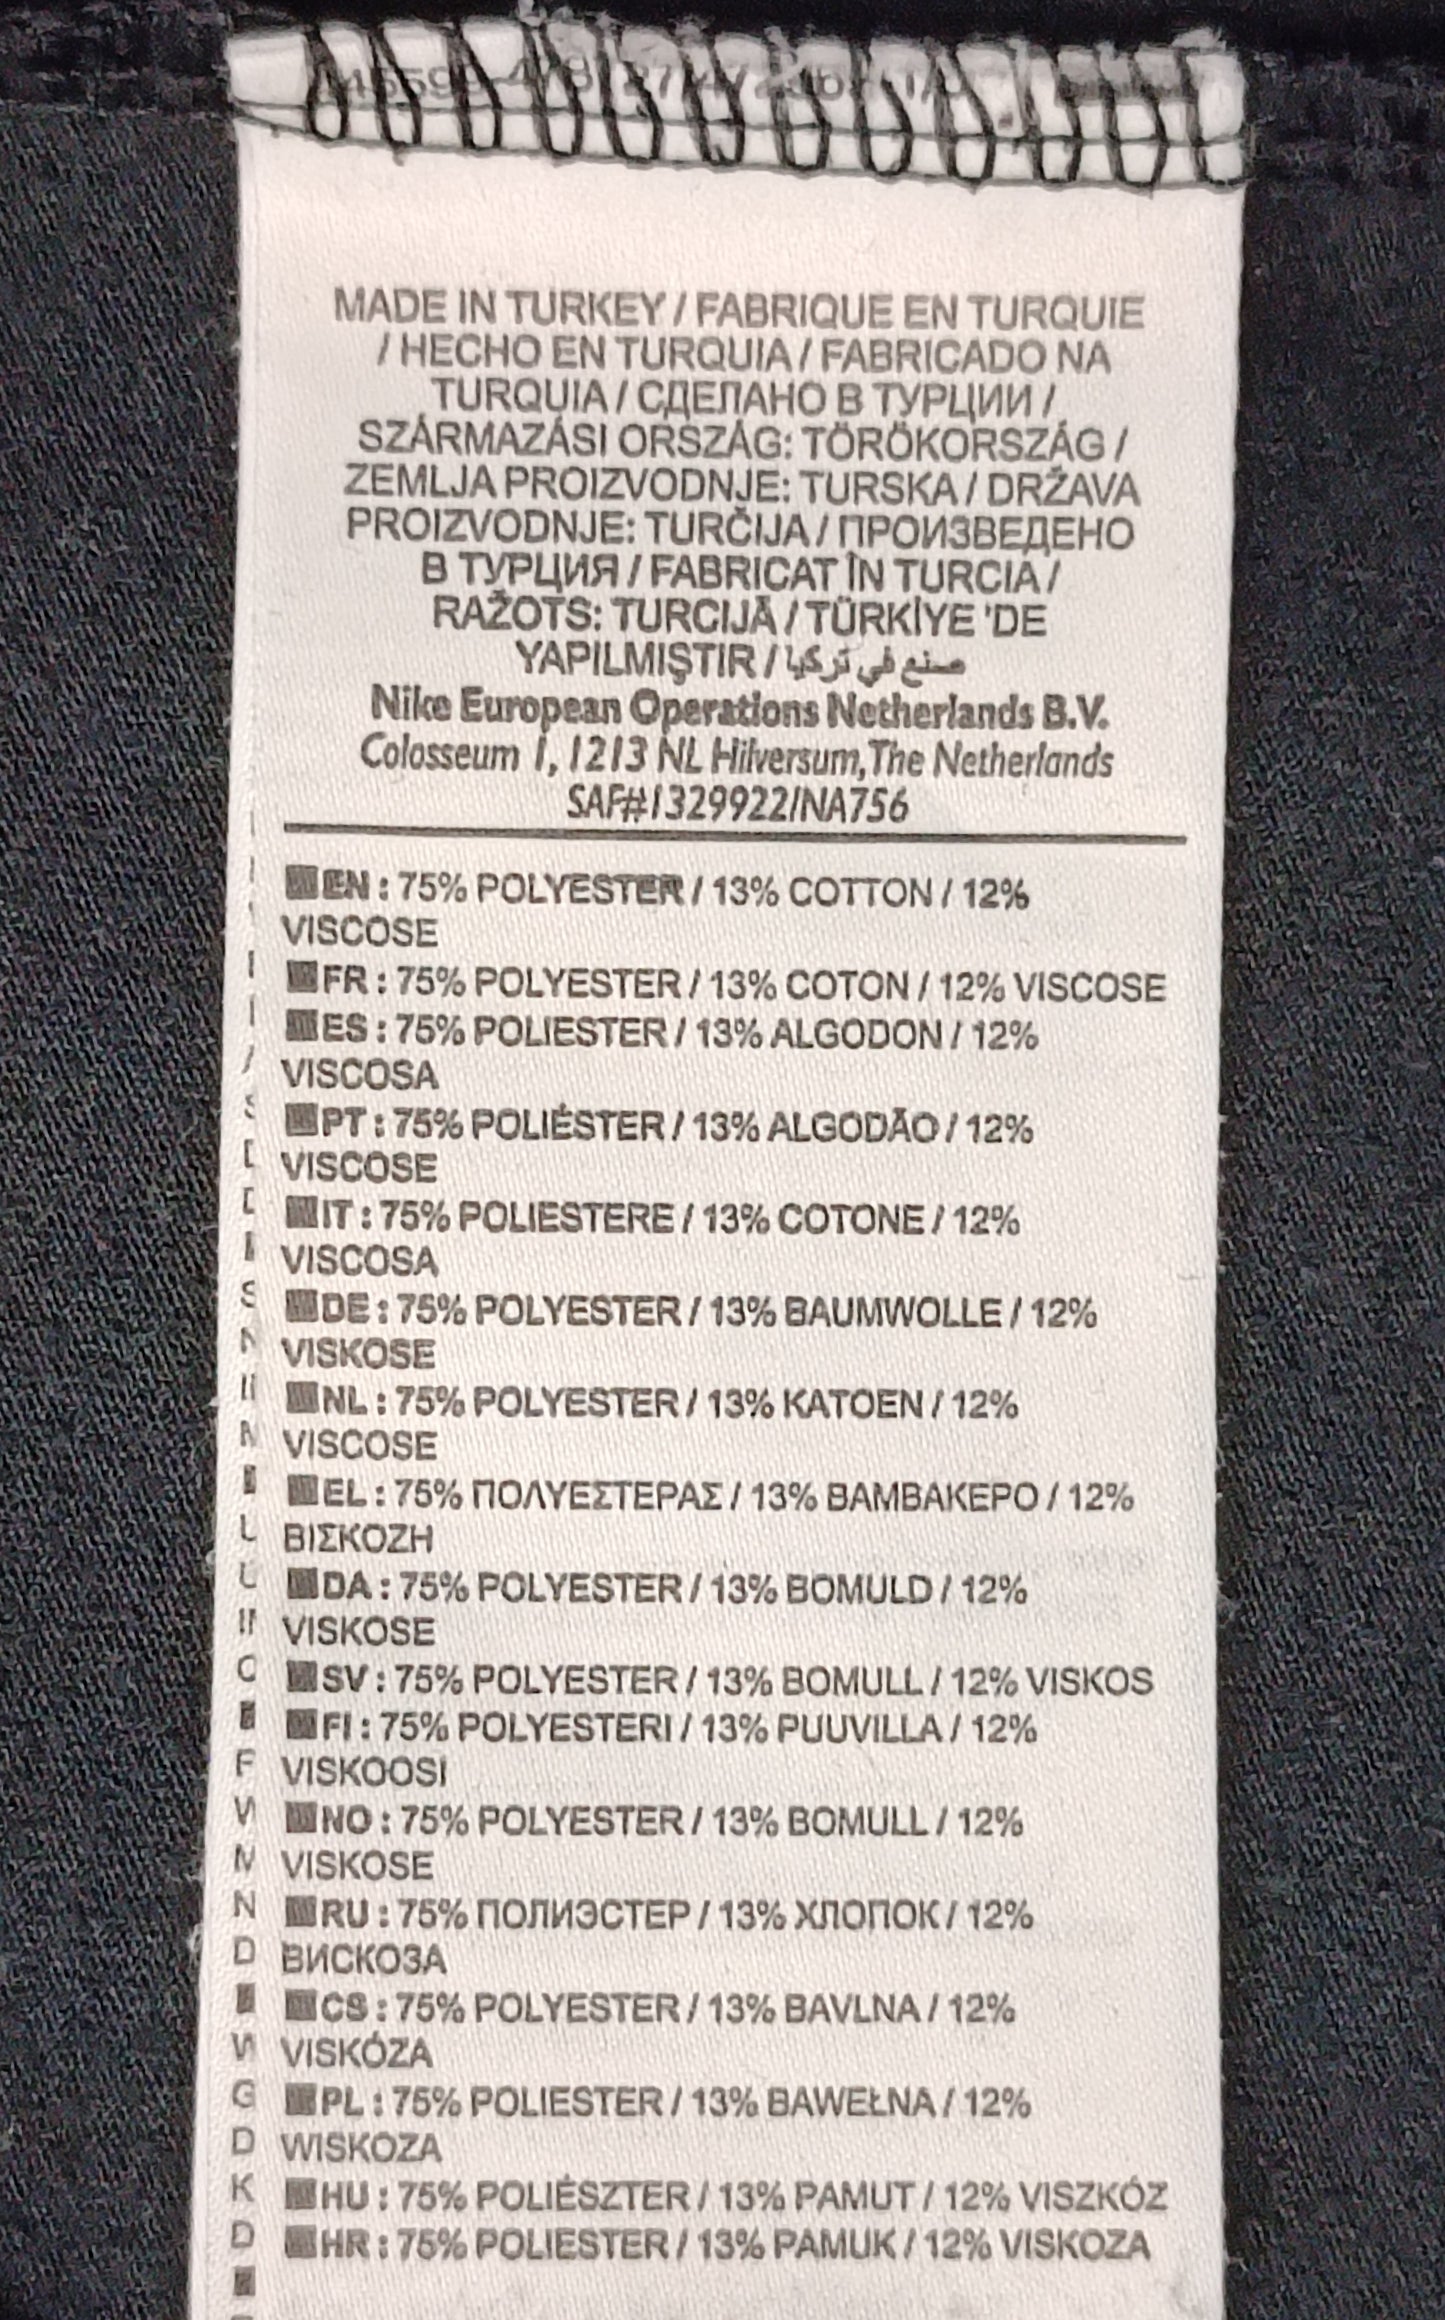 MADE IN TURKEY / FABRIQUE EN TURQUIE
/ HECHO EN TURQUIA / FABRICADO NA
TURQUIA / СДЕЛАНО В ТУРЦИИ /
SZÁRMAZÁSI ORSZÁG: TÖRÖKORSZÁG /
ZEMLJA PROIZVODNJE: TURSKA / DRŽAVA
PROIZVODNJE: TURČIJA / ПРОИЗВЕДЕНО
В ТУРЦИЯ / FABRICAT ÎN TURCIA /
RAŽOTS: TURCIJĀ / TÜRKİYE 'DE
YAPILMIŞTIR / صنع في تركيا
Nike European Operations Netherlands B.V.
Colosseum 1, 1213 NL Hilversum, The Netherlands
SAF#1329922/NA756
EN : 75% POLYESTER / 13% COTTON / 12%
VISCOSE
FR : 75% POLYESTER / 13% COTON / 12% VISCOSE
ES : 75% POLIESTER / 13% ALGODON / 12%
VISCOSA
PT : 75% POLIÉSTER / 13% ALGODÃO / 12%
VISCOSE
IT : 75% POLIESTERE / 13% COTONE / 12%
VISCOSA
DE : 75% POLYESTER / 13% BAUMWOLLE / 12%
VISKOSE
NL : 75% POLYESTER / 13% KATOEN / 12%
VISCOSE
EL : 75% ΠΟΛΥΕΣΤΕΡΑΣ / 13% ΒΑΜΒΑΚΕΡΟ / 12%
ΒΙΣΚΟΖΗ
DA : 75% POLYESTER / 13% BOMULD / 12%
VISKOSE
SV : 75% POLYESTER / 13% BOMULL / 12% VISKOS
FI : 75% POLYESTERI / 13% PUUVILLA / 12%
VISKOOSI
NO : 75% POLYESTER / 13% BOMULL / 12%
VISKOSE
RU : 75% ПОЛИЭСТЕР / 13% ХЛОПОК / 12%
ВИСКОЗА
CS : 75% POLYESTER / 13% BAVLNA / 12%
VISKÓZA
PL : 75% POLIESTER / 13% BAWEŁNA / 12%
WISKOZA
HU : 75% POLIÉSZTER / 13% PAMUT / 12% VISZKÓZ
HR : 75% POLIESTER / 13% PAMUK / 12% VISKOZA